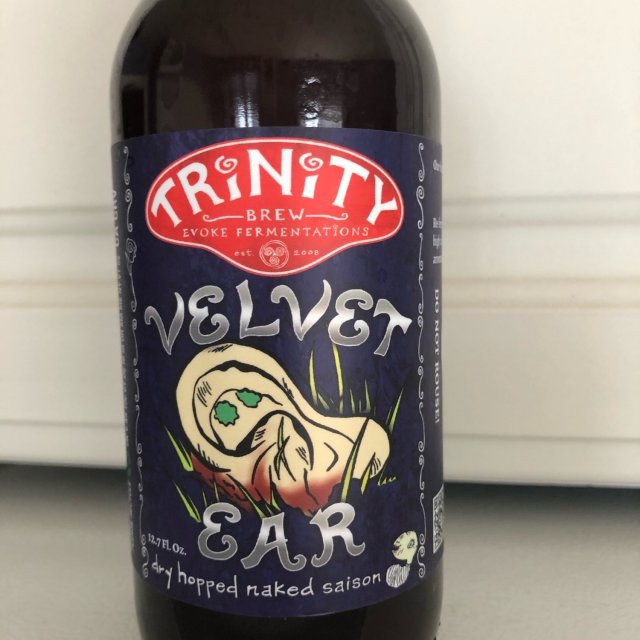 TRiNiTY
BREW
EVOKE FERMENTATiONS
est. 2008
VELVET
EAR
12.7 Fl. Oz.
dry hopped naked saison
DO NOT ROUSE!